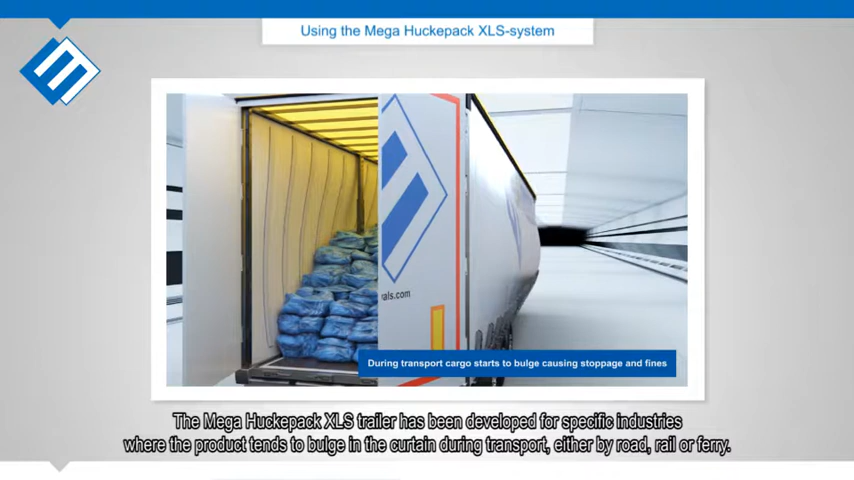 Using the Mega Huckepack XLS-system
als.com
During transport cargo starts to bulge causing stoppage and fines
The Mega Huckepack XLS trailer has been developed for specific industries
where the product tends to bulge in the curtain during transport, either by road, rail or ferry.